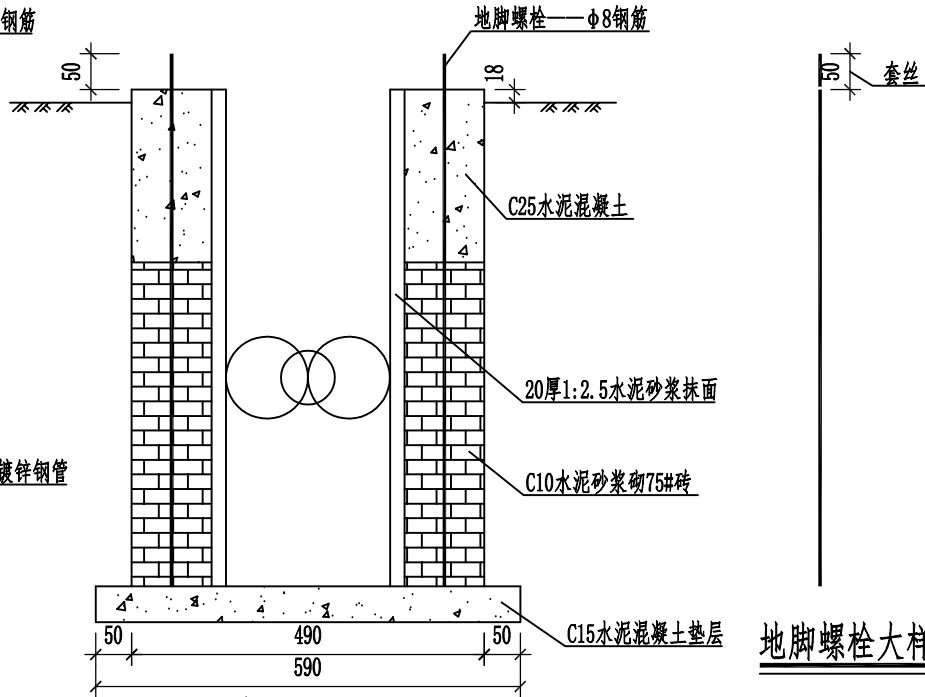 钢筋
地脚螺栓——φ8钢筋
50
18
50
套丝
C25水泥混凝土
20厚1:2.5水泥砂浆抹面
镀锌钢管
C10水泥砂浆砌75#砖
C15水泥混凝土垫层
50
490
50
590
地脚螺栓大样